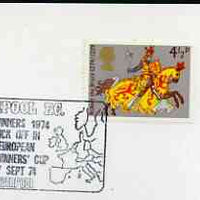 4½P
POOL F.C.
INNERS 1974
CK OFF IN
EUROPEAN
INNERS' CUP
SEPT 74